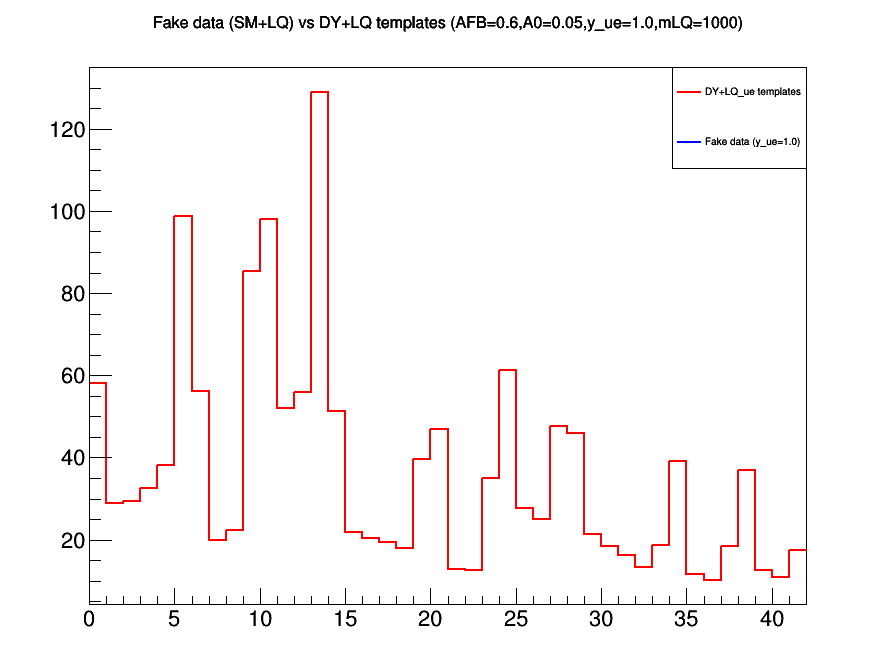 Fake data (SM+LQ) vs DY+LQ templates (AFB=0.6,A0=0.05,y_ue=1.0,mLQ=1000)
DY+LQ_ue templates
Fake data (y_ue=1.0)
120
100
80
60
40
20
0 5 10 15 20 25 30 35 40